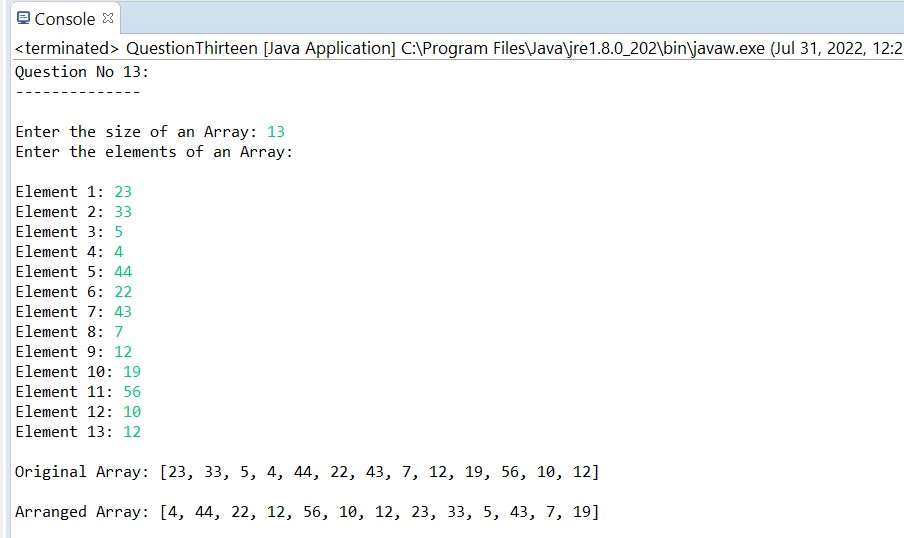 Console
<terminated> QuestionThirteen [Java Application] C:\Program Files\Java\jre1.8.0_202\bin\javaw.exe (Jul 31, 2022, 12:2
Question No 13:
--------------
Enter the size of an Array: 13
Enter the elements of an Array:
Element 1: 23
Element 2: 33
Element 3: 5
Element 4: 4
Element 5: 44
Element 6: 22
Element 7: 43
Element 8: 7
Element 9: 12
Element 10: 19
Element 11: 56
Element 12: 10
Element 13: 12
Original Array: [23, 33, 5, 4, 44, 22, 43, 7, 12, 19, 56, 10, 12]
Arranged Array: [4, 44, 22, 12, 56, 10, 12, 23, 33, 5, 43, 7, 19]